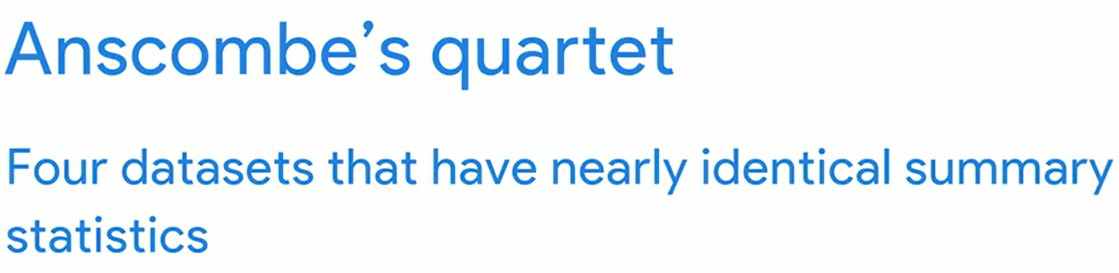 Anscombe’s quartet
Four datasets that have nearly identical summary
statistics